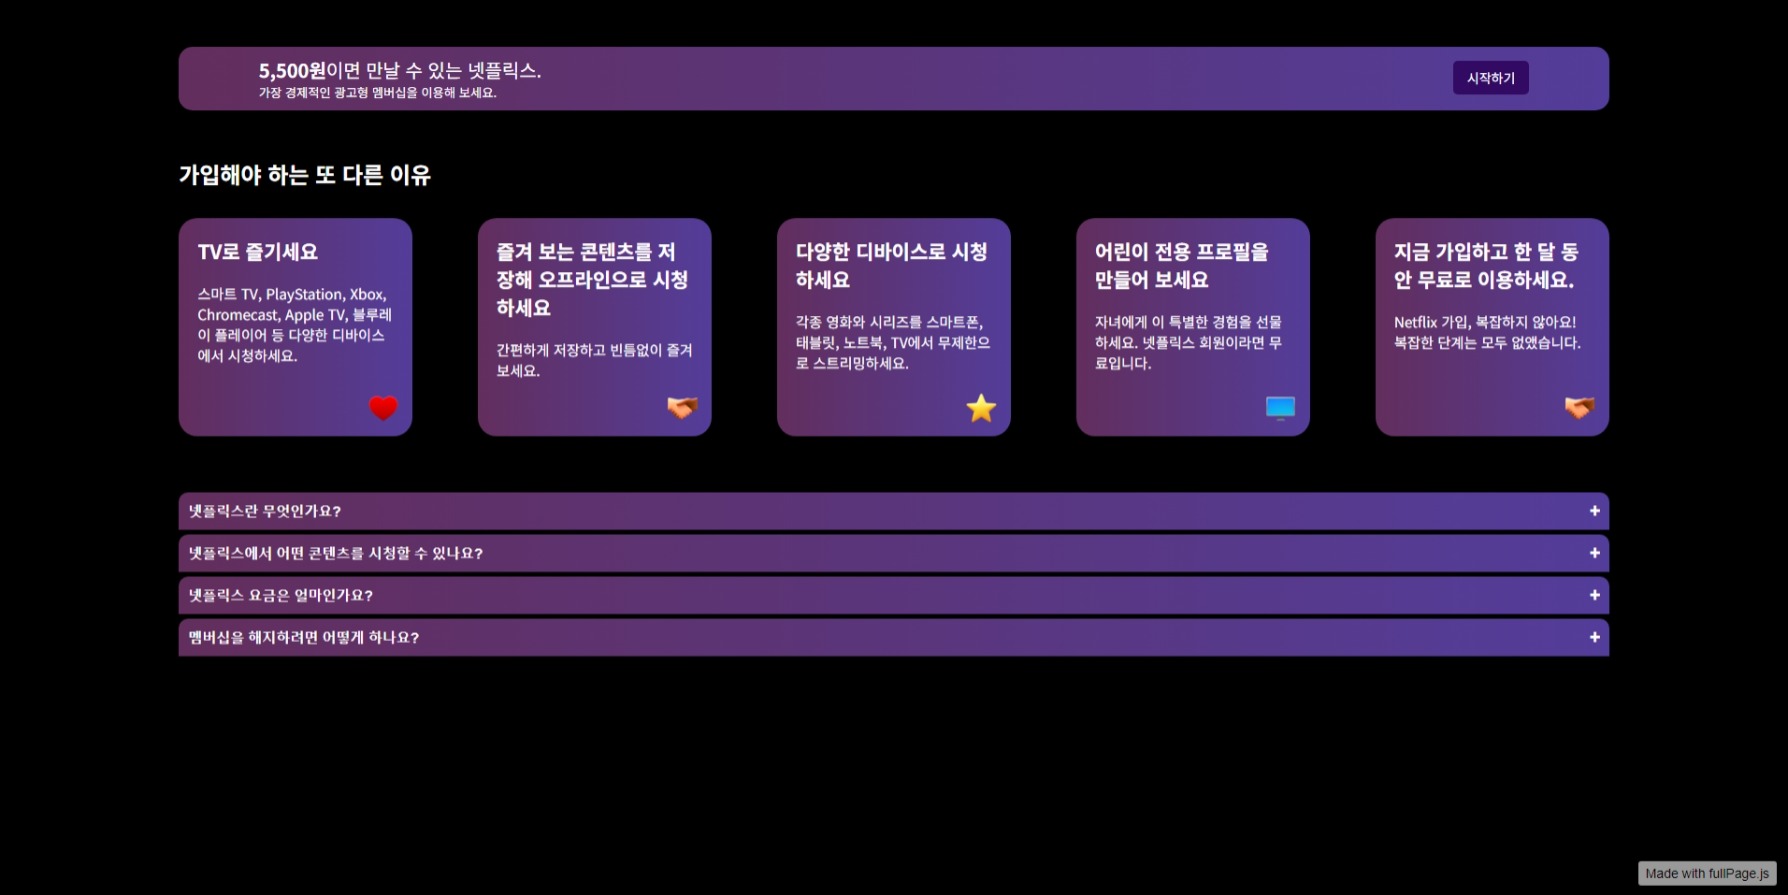 5,500원이면 만날 수 있는 넷플릭스.
가장 경제적인 광고형 멤버십을 이용해 보세요.
시작하기
가입해야 하는 또 다른 이유
TV로 즐기세요
스마트 TV, PlayStation, Xbox,
Chromecast, Apple TV, 블루레
이 플레이어 등 다양한 디바이스
에서 시청하세요.
즐겨 보는 콘텐츠를 저
장해 오프라인으로 시청
하세요
간편하게 저장하고 빈틈없이 즐겨
보세요.
다양한 디바이스로 시청
하세요
각종 영화와 시리즈를 스마트폰,
태블릿, 노트북, TV에서 무제한으
로 스트리밍하세요.
어린이 전용 프로필을
만들어 보세요
자녀에게 이 특별한 경험을 선물
하세요. 넷플릭스 회원이라면 무
료입니다.
지금 가입하고 한 달 동
안 무료로 이용하세요.
Netflix 가입, 복잡하지 않아요!
복잡한 단계는 모두 없앴습니다.
넷플릭스란 무엇인가요?
+
넷플릭스에서 어떤 콘텐츠를 시청할 수 있나요?
+
넷플릭스 요금은 얼마인가요?
+
멤버십을 해지하려면 어떻게 하나요?
+
Made with fullPage.js